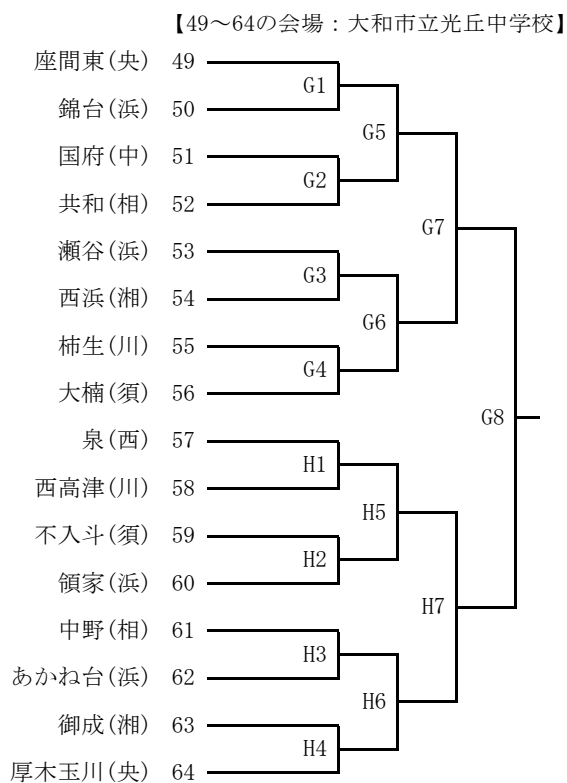 【49～64の会場：大和市立光丘中学校】
座間東(央) 49
G1
錦台(浜) 50
G5
国府(中) 51
G2
共和(相) 52
G7
瀬谷(浜) 53
G3
西浜(湘) 54
G6
柿生(川) 55
G4
大楠(須) 56
G8
泉(西) 57
H1
西高津(川) 58
H5
不入斗(須) 59
H2
領家(浜) 60
H7
中野(相) 61
H3
あかね台(浜) 62
H6
御成(湘) 63
H4
厚木玉川(央) 64